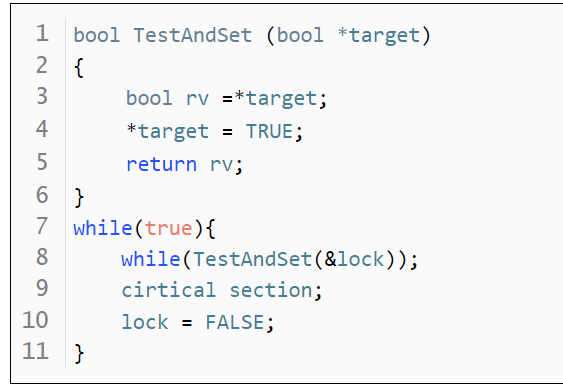 1 bool TestAndSet (bool *target)
2 {
3     bool rv =*target;
4     *target = TRUE;
5     return rv;
6 }
7 while(true){
8     while(TestAndSet(&lock));
9     cirtical section;
10     lock = FALSE;
11 }